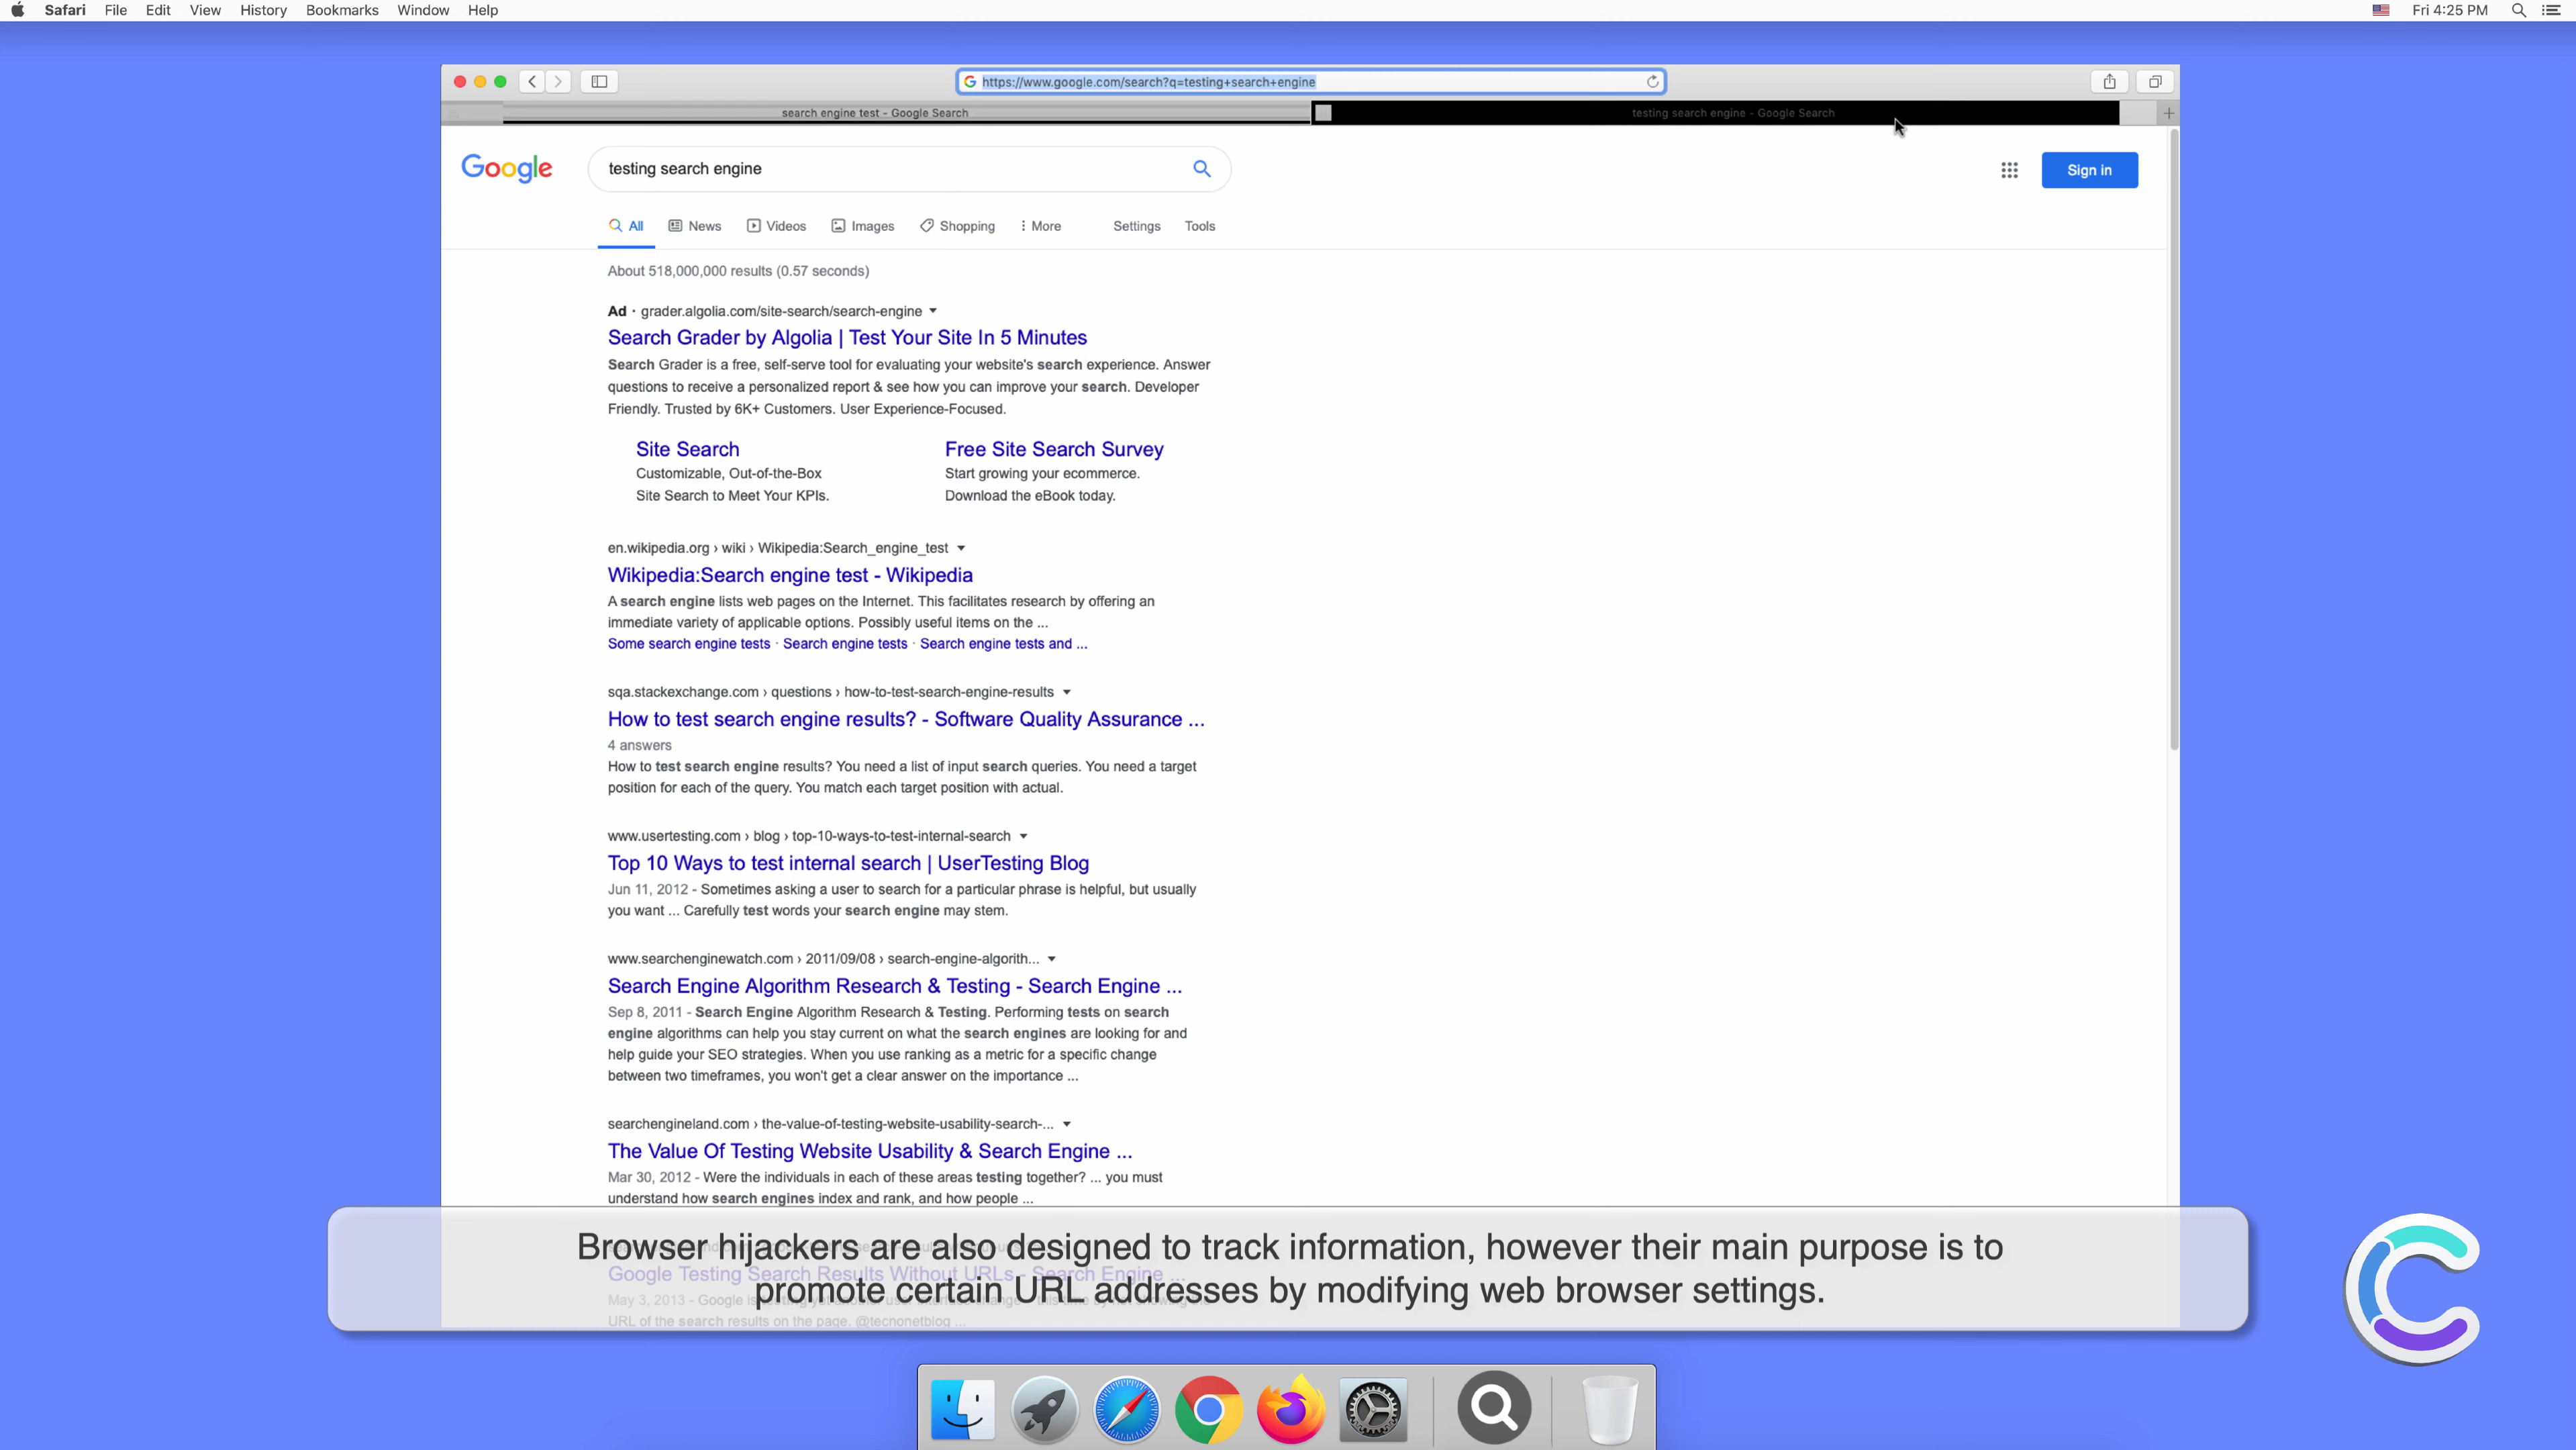 Safari File Edit View History Bookmarks Window Help Fri 4:25 PM
https://www.google.com/search?q=testing+search+engine
search engine test - Google Search testing search engine - Google Search
Google testing search engine Sign in
All News Videos Images Shopping More Settings Tools
About 518,000,000 results (0.57 seconds)
Ad · grader.algolia.com/site-search/search-engine
Search Grader by Algolia | Test Your Site In 5 Minutes
Search Grader is a free, self-serve tool for evaluating your website's search experience. Answer
questions to receive a personalized report & see how you can improve your search. Developer
Friendly. Trusted by 6K+ Customers. User Experience-Focused.
Site Search Free Site Search Survey
Customizable, Out-of-the-Box Start growing your ecommerce.
Site Search to Meet Your KPIs. Download the eBook today.
en.wikipedia.org › wiki › Wikipedia:Search_engine_test
Wikipedia:Search engine test - Wikipedia
A search engine lists web pages on the Internet. This facilitates research by offering an
immediate variety of applicable options. Possibly useful items on the ...
Some search engine tests · Search engine tests · Search engine tests and ...
sqa.stackexchange.com › questions › how-to-test-search-engine-results
How to test search engine results? - Software Quality Assurance ...
4 answers
How to test search engine results? You need a list of input search queries. You need a target
position for each of the query. You match each target position with actual.
www.usertesting.com › blog › top-10-ways-to-test-internal-search
Top 10 Ways to test internal search | UserTesting Blog
Jun 11, 2012 - Sometimes asking a user to search for a particular phrase is helpful, but usually
you want ... Carefully test words your search engine may stem.
www.searchenginewatch.com › 2011/09/08 › search-engine-algorith...
Search Engine Algorithm Research & Testing - Search Engine ...
Sep 8, 2011 - Search Engine Algorithm Research & Testing. Performing tests on search
engine algorithms can help you stay current on what the search engines are looking for and
help guide your SEO strategies. When you use ranking as a metric for a specific change
between two timeframes, you won't get a clear answer on the importance ...
searchengineland.com › the-value-of-testing-website-usability-search-...
The Value Of Testing Website Usability & Search Engine ...
Mar 30, 2012 - Were the individuals in each of these areas testing together? ... you must
understand how search engines index and rank, and how people ...
Browser hijackers are also designed to track information, however their main purpose is to
Google Testing Search Results Without URLs - Search Engine ...
promote certain URL addresses by modifying web browser settings.
May 3, 2013 - Google is
URL of the search results on the page. @tecnonetblog ...